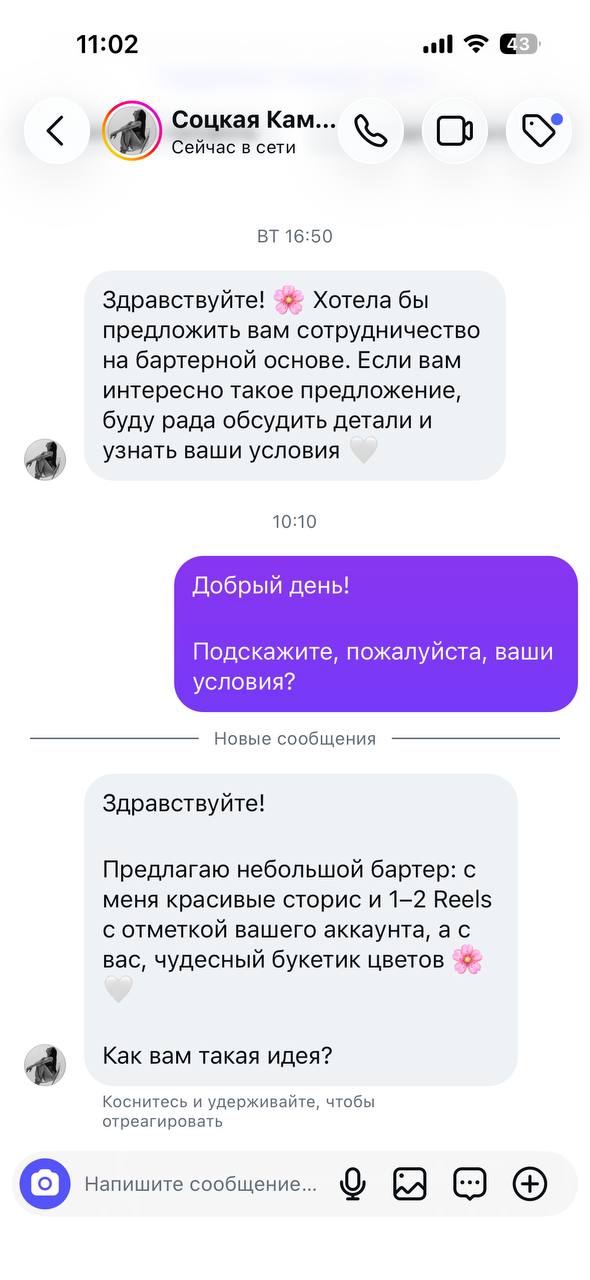 11:02
43
Соцкая Кам...
Сейчас в сети
ВТ 16:50
Здравствуйте! 🌸 Хотела бы
предложить вам сотрудничество
на бартерной основе. Если вам
интересно такое предложение,
буду рада обсудить детали и
узнать ваши условия 🤍
10:10
Добрый день!
Подскажите, пожалуйста, ваши
условия?
Новые сообщения
Здравствуйте!
Предлагаю небольшой бартер: с
меня красивые сторис и 1–2 Reels
с отметкой вашего аккаунта, а с
вас, чудесный букетик цветов 🌸
🤍
Как вам такая идея?
Коснитесь и удерживайте, чтобы
отреагировать
Напишите сообщение...